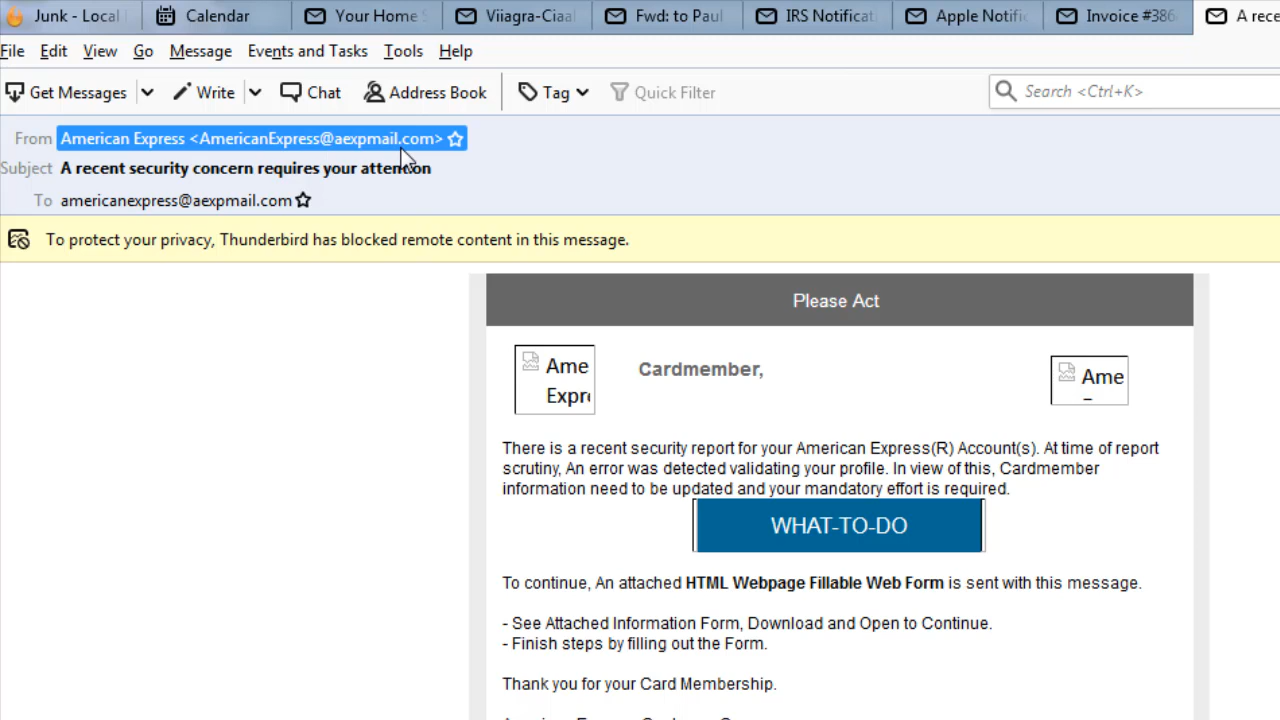 Junk - Local Calendar Your Home Viiagra-Ciaal Fwd: to Paul IRS Notificati Apple Notific Invoice #386 A rece
File Edit View Go Message Events and Tasks Tools Help
Get Messages Write Chat Address Book Tag Quick Filter Search <Ctrl+K>
From American Express <AmericanExpress@aexpmail.com>
Subject A recent security concern requires your attention
To americanexpress@aexpmail.com
To protect your privacy, Thunderbird has blocked remote content in this message.
Please Act
Ame
Expre
Cardmember,
Ame
There is a recent security report for your American Express(R) Account(s). At time of report
scrutiny, An error was detected validating your profile. In view of this, Cardmember
information need to be updated and your mandatory effort is required.
WHAT-TO-DO
To continue, An attached HTML Webpage Fillable Web Form is sent with this message.
- See Attached Information Form, Download and Open to Continue.
- Finish steps by filling out the Form.
Thank you for your Card Membership.